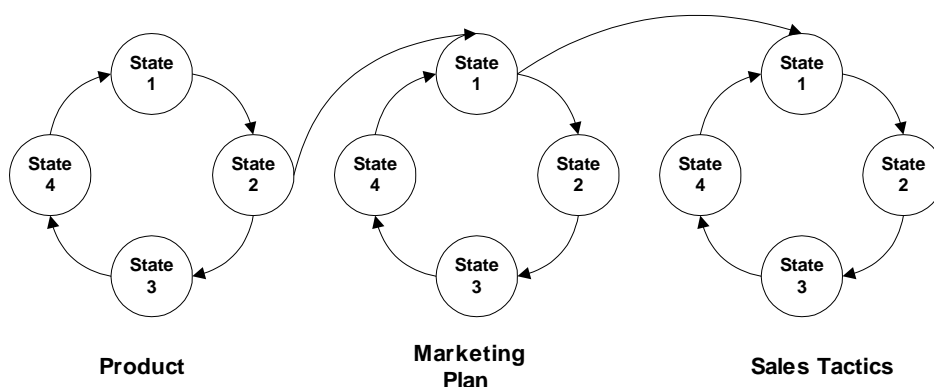 State
1
State
2
State
3
State
4
Product
State
1
State
2
State
3
State
4
Marketing
Plan
State
1
State
2
State
3
State
4
Sales Tactics